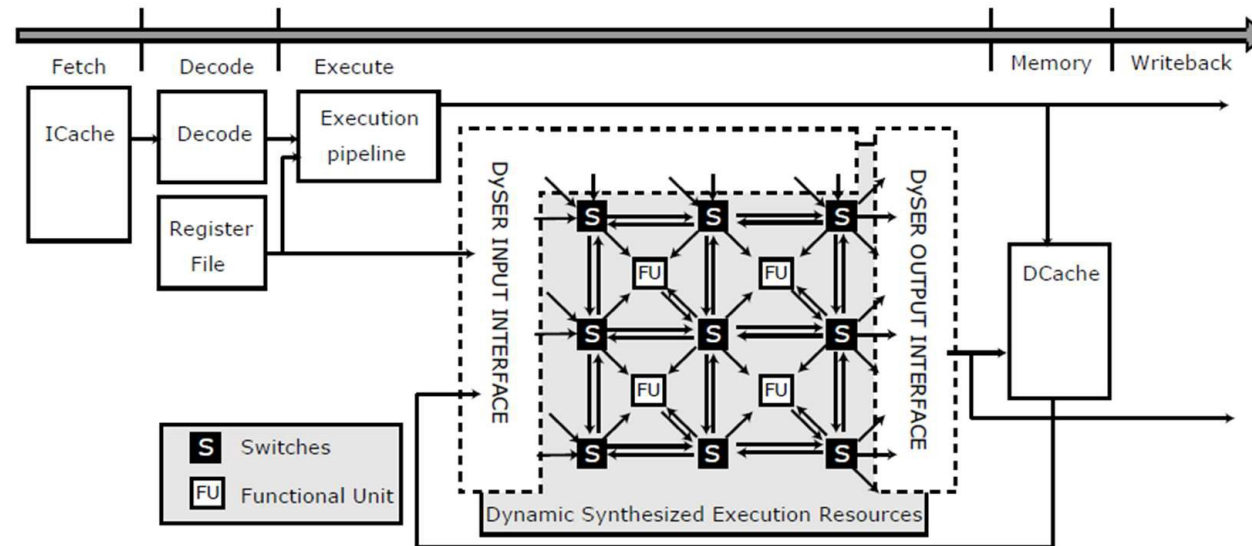 Fetch
Decode
Execute
Memory
Writeback
ICache
Decode
Execution
pipeline
Register
File
DySER INPUT INTERFACE
S
S
S
FU
FU
S
S
S
FU
FU
S
S
S
DySER OUTPUT INTERFACE
DCache
S Switches
FU Functional Unit
Dynamic Synthesized Execution Resources